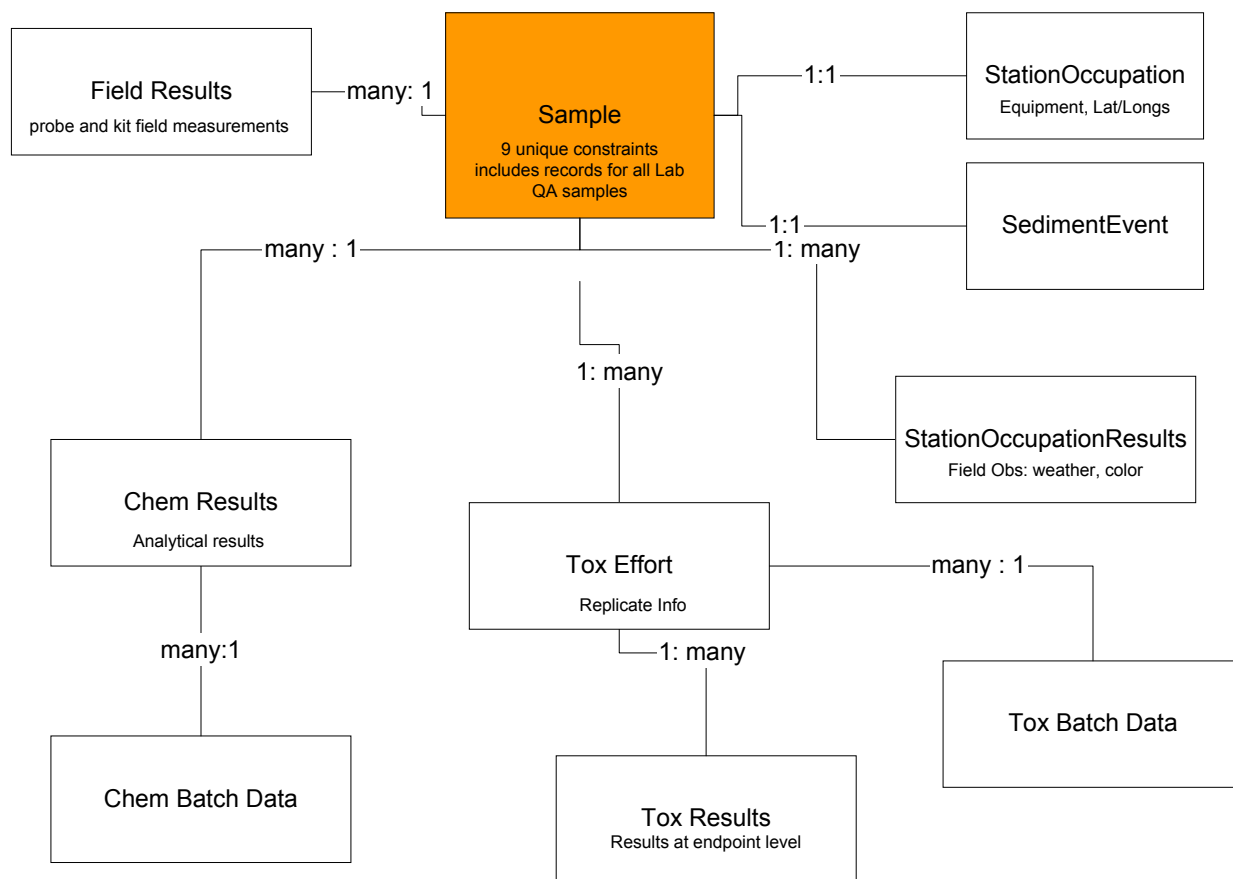 Field Results
probe and kit field measurements
many: 1
Sample
9 unique constraints
includes records for all Lab
QA samples
1:1
StationOccupation
Equipment, Lat/Longs
1:1
SedimentEvent
many : 1
1: many
1: many
StationOccupationResults
Field Obs: weather, color
Chem Results
Analytical results
Tox Effort
Replicate Info
many : 1
many:1
1: many
Tox Batch Data
Chem Batch Data
Tox Results
Results at endpoint level